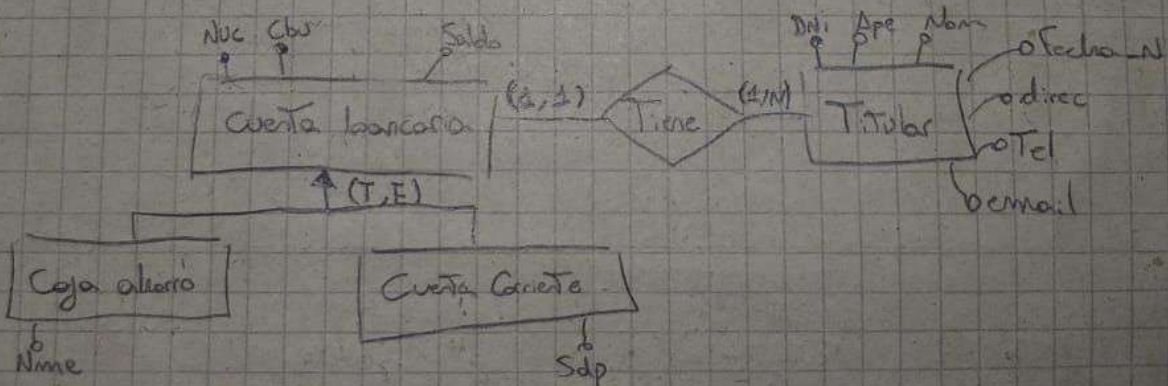 Nuc Cbu Saldo
DNi Ape Nom
Fecha_N
Cuenta bancaria
(1,1)
Tiene
(1,N)
Titular
direc
Tel
email
(T,E)
Caja ahorro
Cuenta Corriente
Nme
Sdp